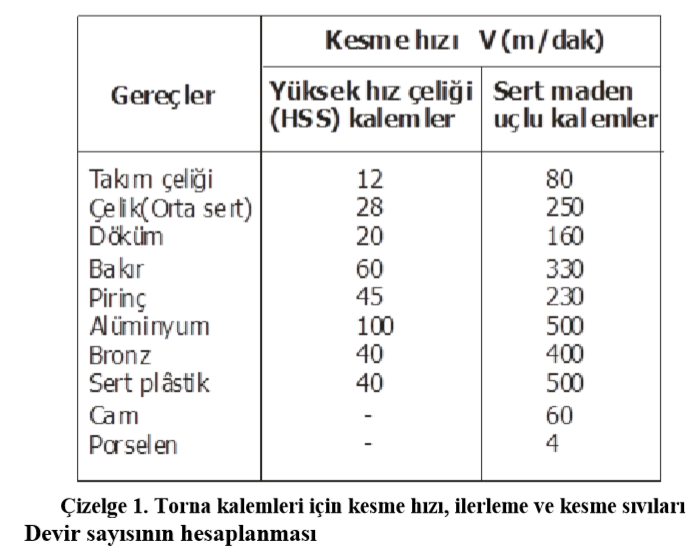 Kesme hızı V (m/dak)
Gereçler
Yüksek hız çeliği Sert maden
(HSS) kalemler uçlu kalemler
Takım çeliği 12 80
Çelik(Orta sert) 28 250
Döküm 20 160
Bakır 60 330
Pirinç 45 230
Alüminyum 100 500
Bronz 40 400
Sert plâstik 40 500
Cam - 60
Porselen - 4
Çizelge 1. Torna kalemleri için kesme hızı, ilerleme ve kesme sıvıları
Devir sayısının hesaplanması